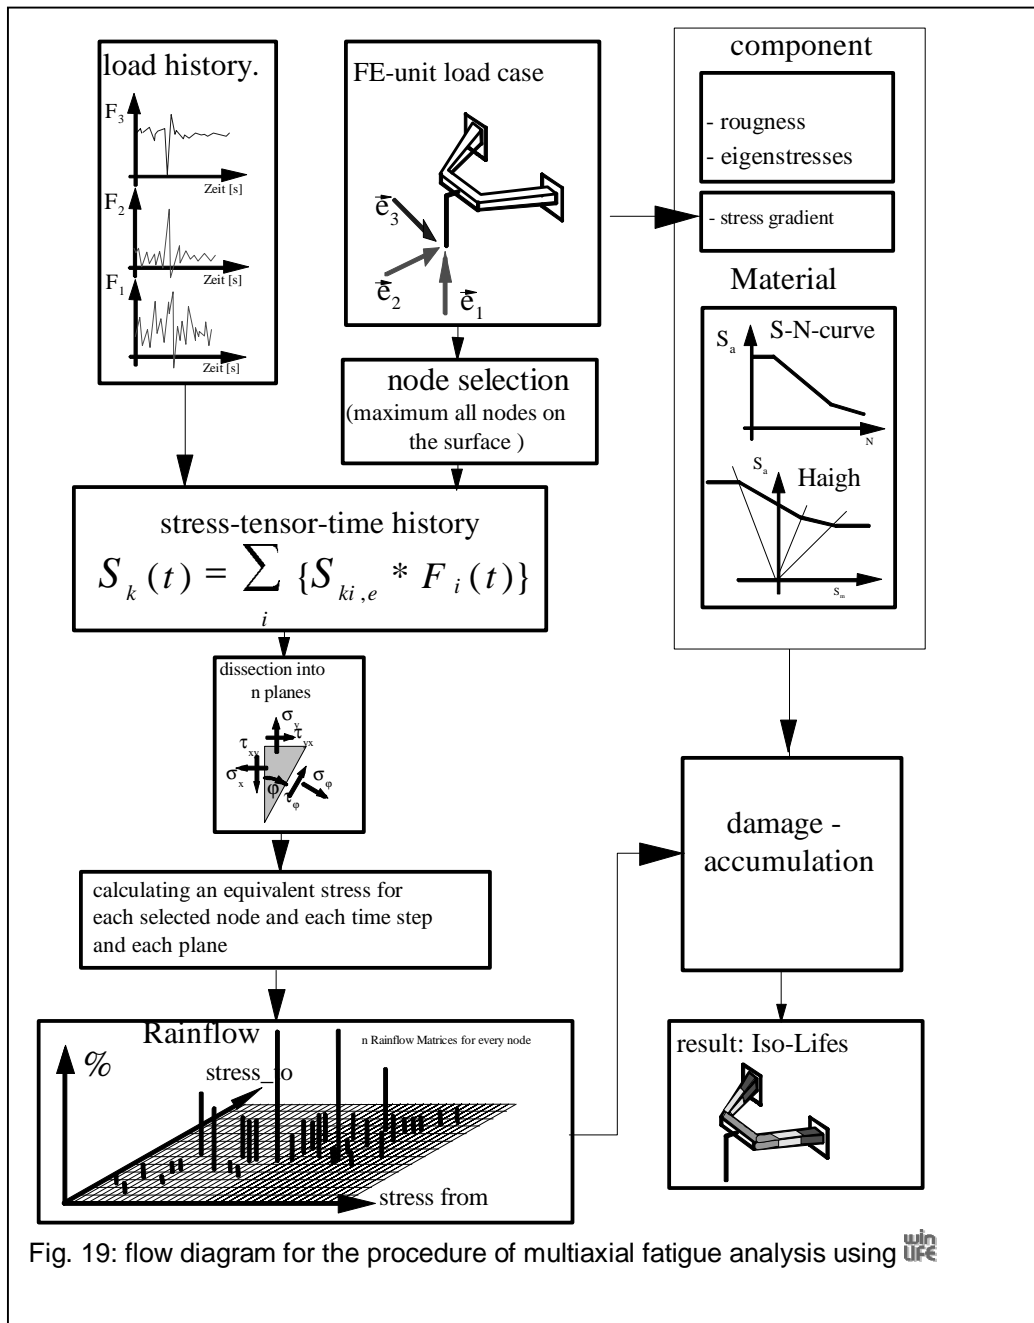 load history.
F3
Zeit [s]
F2
Zeit [s]
F1
Zeit [s]
FE-unit load case
e3
e2
e1
component
- rougness
- eigenstresses
- stress gradient
Material
S-N-curve
Sa
N
Sa
Haigh
Sm
node selection
(maximum all nodes on
the surface )
stress-tensor-time history
S k (t) = ∑ i {S ki ,e * F i (t)}
dissection into
n planes
σy
τyx
τxy
σx
φ
τφ
σφ
calculating an equivalent stress for
each selected node and each time step
and each plane
damage -
accumulation
Rainflow
n Rainflow Matrices for every node
%
stress_to
stress from
result: Iso-Lifes
Fig. 19: flow diagram for the procedure of multiaxial fatigue analysis using win
LIFE